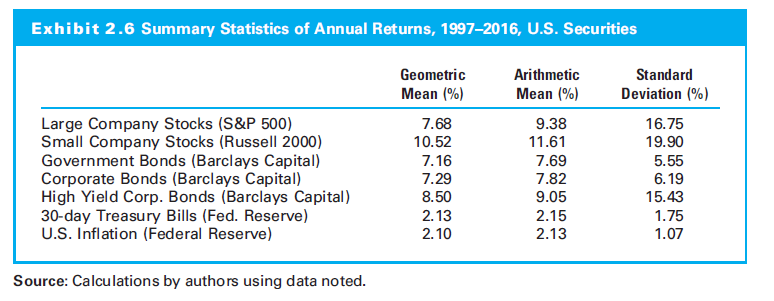 Exhibit 2.6 Summary Statistics of Annual Returns, 1997–2016, U.S. Securities
Geometric Mean (%) Arithmetic Mean (%) Standard Deviation (%)
Large Company Stocks (S&P 500) 7.68 9.38 16.75
Small Company Stocks (Russell 2000) 10.52 11.61 19.90
Government Bonds (Barclays Capital) 7.16 7.69 5.55
Corporate Bonds (Barclays Capital) 7.29 7.82 6.19
High Yield Corp. Bonds (Barclays Capital) 8.50 9.05 15.43
30-day Treasury Bills (Fed. Reserve) 2.13 2.15 1.75
U.S. Inflation (Federal Reserve) 2.10 2.13 1.07
Source: Calculations by authors using data noted.